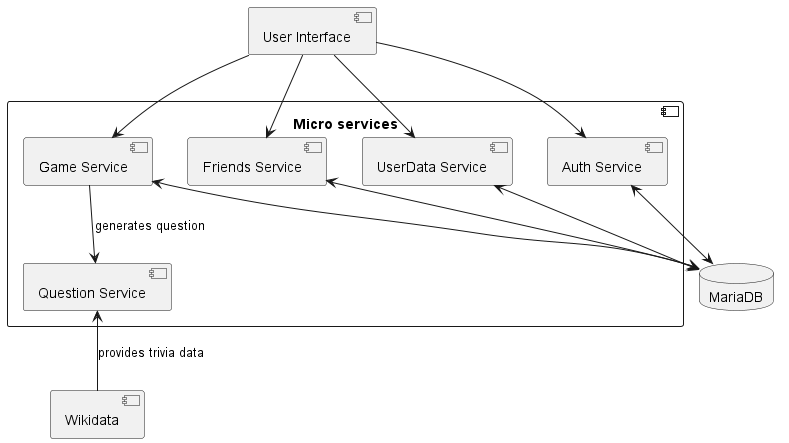 User Interface
Micro services
Game Service
Friends Service
UserData Service
Auth Service
generates question
Question Service
MariaDB
provides trivia data
Wikidata